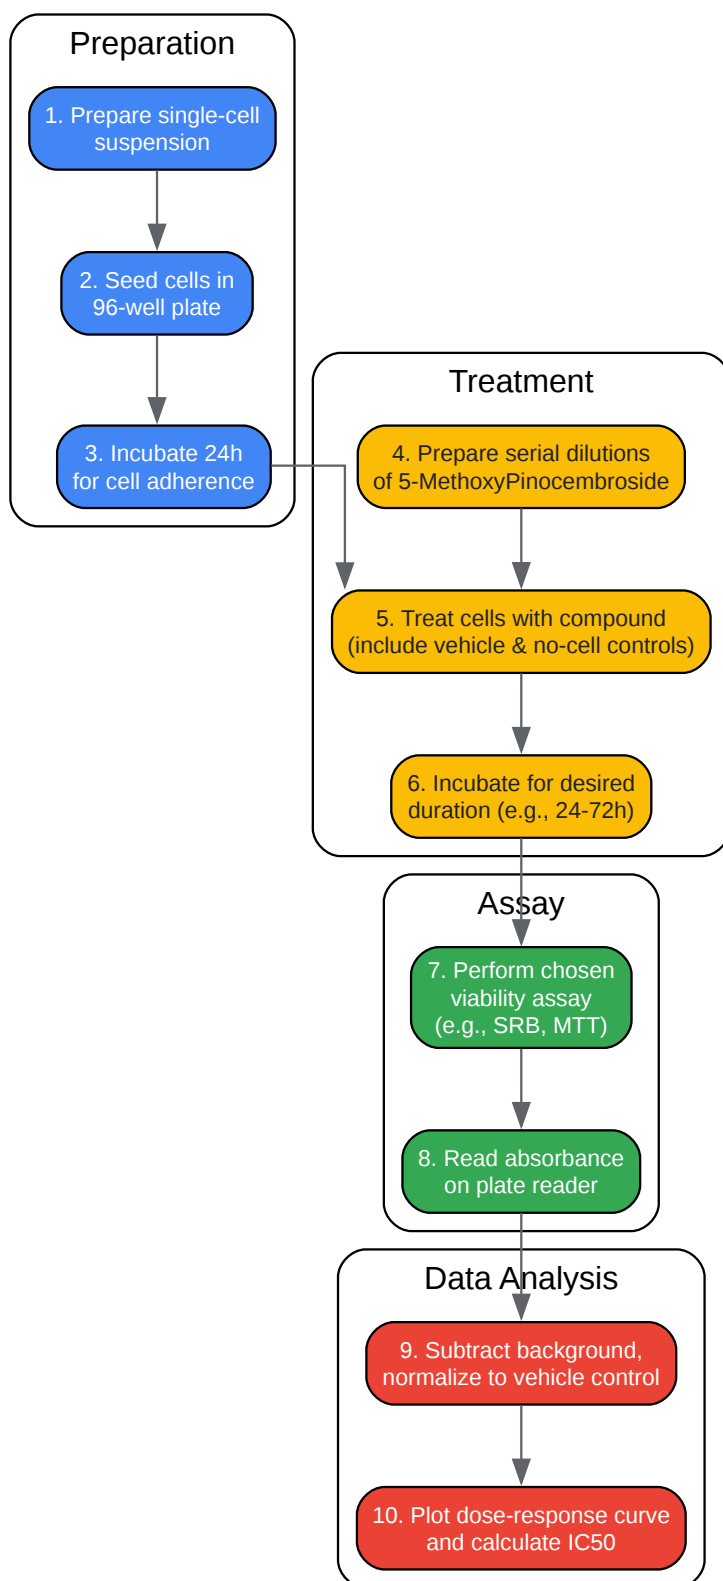 Preparation
1. Prepare single-cell
suspension
2. Seed cells in
96-well plate
3. Incubate 24h
for cell adherence
Treatment
4. Prepare serial dilutions
of 5-MethoxyPinocembroside
5. Treat cells with compound
(include vehicle & no-cell controls)
6. Incubate for desired
duration (e.g., 24-72h)
Assay
7. Perform chosen
viability assay
(e.g., SRB, MTT)
8. Read absorbance
on plate reader
Data Analysis
9. Subtract background,
normalize to vehicle control
10. Plot dose-response curve
and calculate IC50